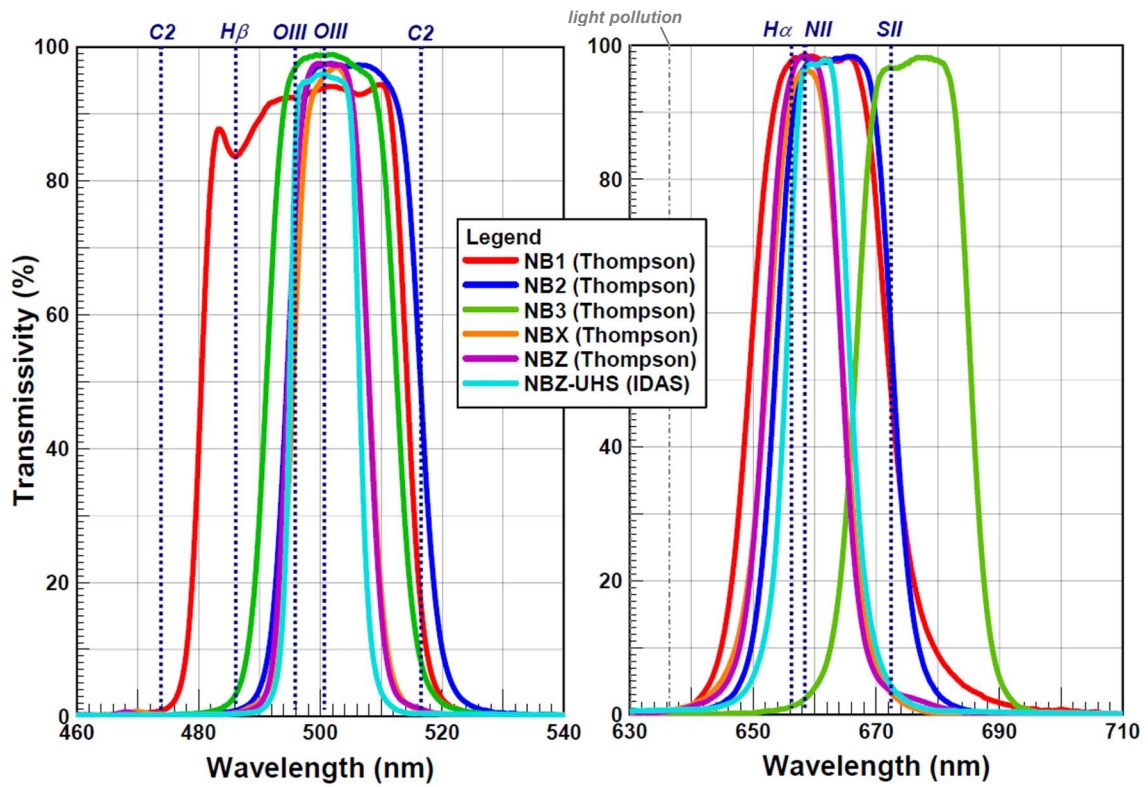 light pollution
C2 Hβ OIII OIII C2
Hα NII SII
100
80
60
40
20
0
460 480 500 520 540
Wavelength (nm)
Transmissivity (%)
Legend
NB1 (Thompson)
NB2 (Thompson)
NB3 (Thompson)
NBX (Thompson)
NBZ (Thompson)
NBZ-UHS (IDAS)
100
80
40
20
0
630 650 670 690 710
Wavelength (nm)